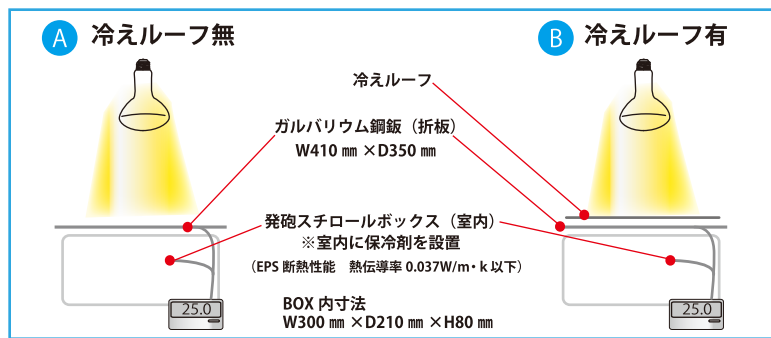 A 冷えルーフ無
B 冷えルーフ有
冷えルーフ
ガルバリウム鋼鈑（折板）
W410 ㎜ ×D350 ㎜
発砲スチロールボックス（室内）
※室内に保冷剤を設置
（EPS 断熱性能　熱伝導率 0.037W/m・k 以下）
BOX 内寸法
W300 ㎜ ×D210 ㎜ ×H80 ㎜
25.0
25.0